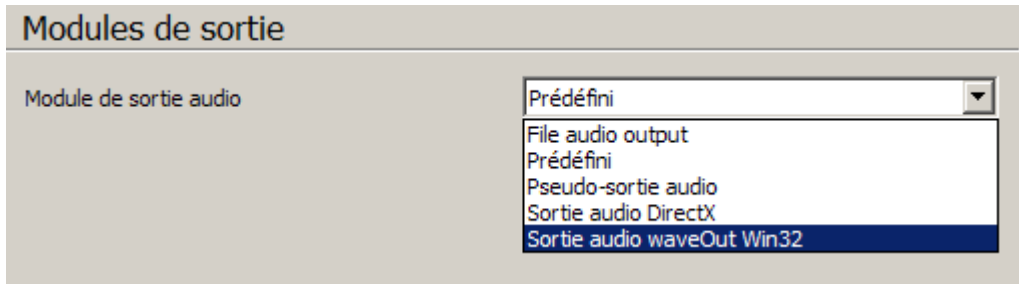 Modules de sortie
Module de sortie audio
Prédéfini
File audio output
Prédéfini
Pseudo-sortie audio
Sortie audio DirectX
Sortie audio waveOut Win32